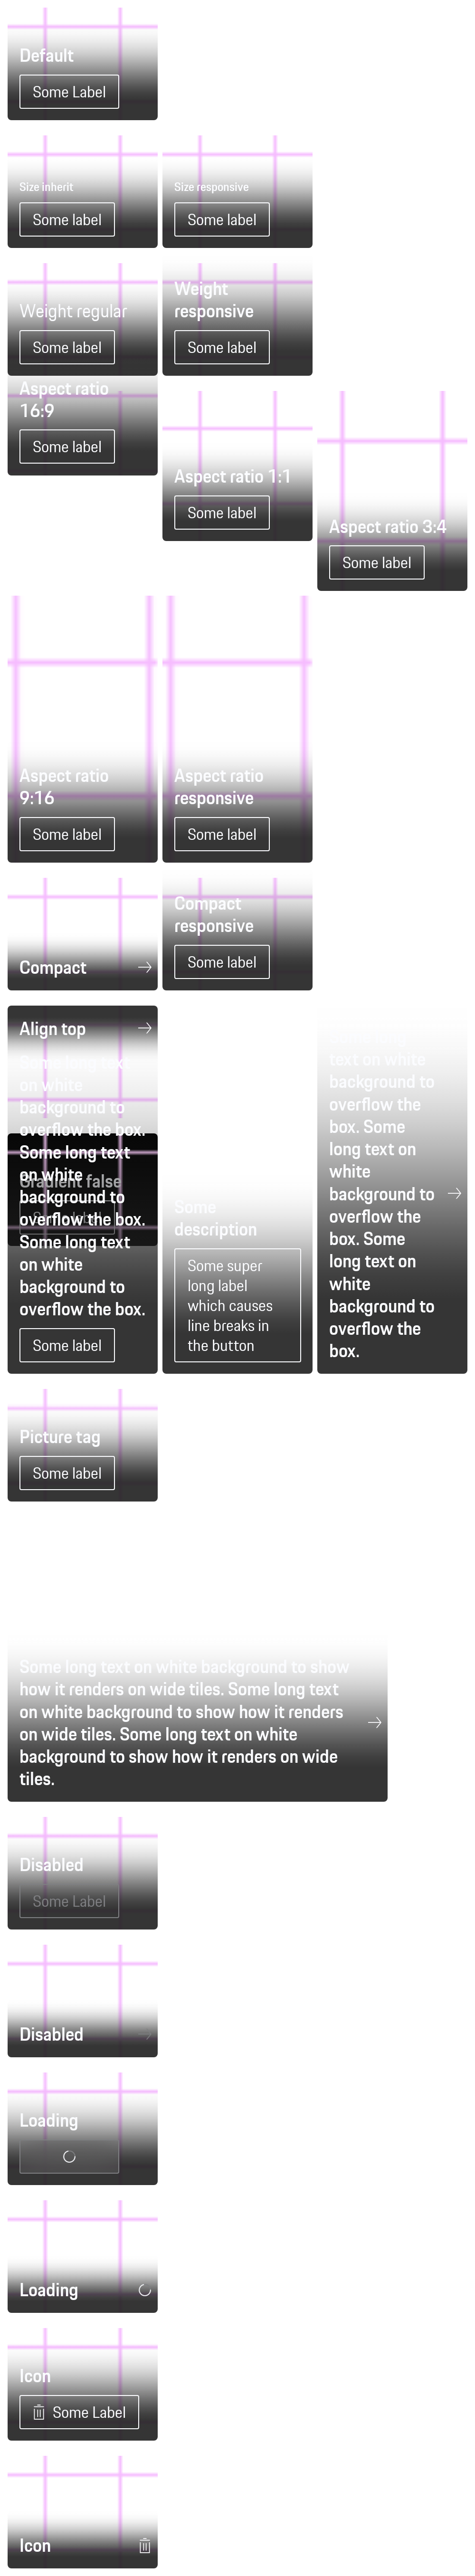 Default
Some Label
Size inherit
Some label
Size responsive
Some label
Weight regular
Some label
Weight
responsive
Some label
Aspect ratio
16:9
Some label
Aspect ratio 1:1
Some label
Aspect ratio 3:4
Some label
Aspect ratio
9:16
Some label
Aspect ratio
responsive
Some label
Compact
Compact
responsive
Some label
Align top
Some long text
on white
background to
overflow the box.
Some long text
on white
background to
overflow the box.
Some long text
on white
background to
overflow the box.
Some label
Gradient false
Some label
Some
description
Some super
long label
which causes
line breaks in
the button
text on white
background to
overflow the
box. Some
long text on
white
background to
overflow the
box. Some
long text on
white
background to
overflow the
box.
Picture tag
Some label
Some long text on white background to show
how it renders on wide tiles. Some long text
on white background to show how it renders
on wide tiles. Some long text on white
background to show how it renders on wide
tiles.
Disabled
Some Label
Disabled
Loading
Loading
Icon
Some Label
Icon